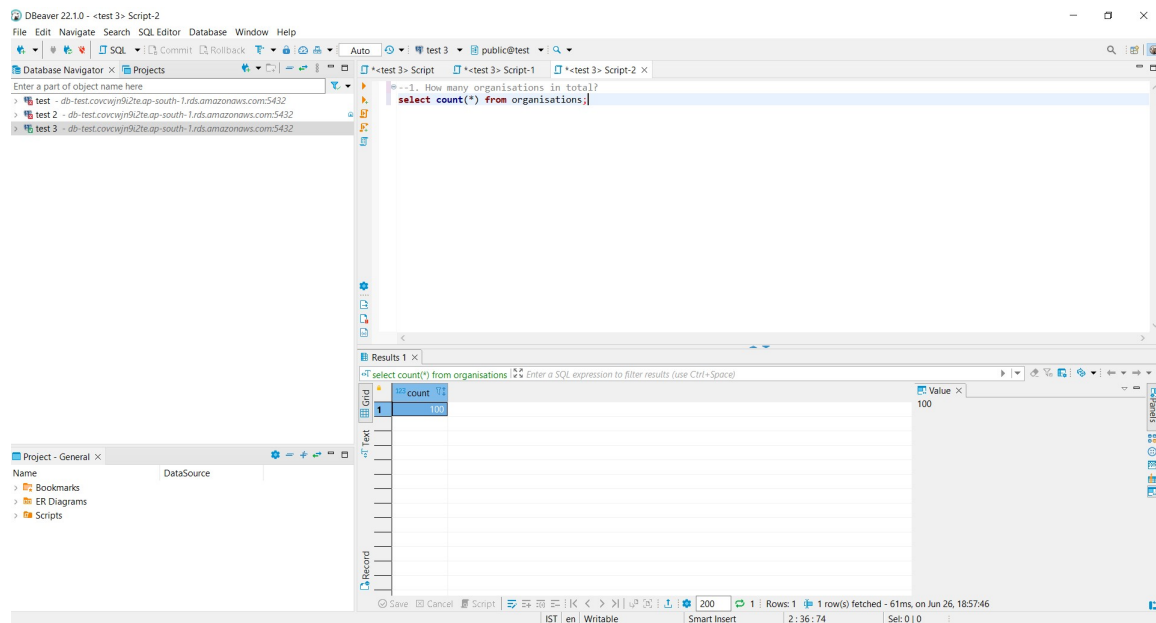 DBeaver 22.1.0 - <test 3> Script-2
File Edit Navigate Search SQL Editor Database Window Help
SQL Commit Rollback Auto test 3 public@test
Database Navigator Projects
*<test 3> Script *<test 3> Script-1 *<test 3> Script-2
Enter a part of object name here
test - db-test.covcwjn9i2te.ap-south-1.rds.amazonaws.com:5432
test 2 - db-test.covcwjn9i2te.ap-south-1.rds.amazonaws.com:5432
test 3 - db-test.covcwjn9i2te.ap-south-1.rds.amazonaws.com:5432
--1. How many organisations in total?
select count(*) from organisations;
Results 1
select count(*) from organisations Enter a SQL expression to filter results (use Ctrl+Space)
Grid
Text
Record
123 count
1 100
Value
100
Panels
Project - General
Name DataSource
Bookmarks
ER Diagrams
Scripts
Save Cancel Script 200 1 Rows: 1 1 row(s) fetched - 61ms, on Jun 26, 18:57:46
IST en Writable Smart Insert 2 : 36 : 74 Sel: 0 | 0